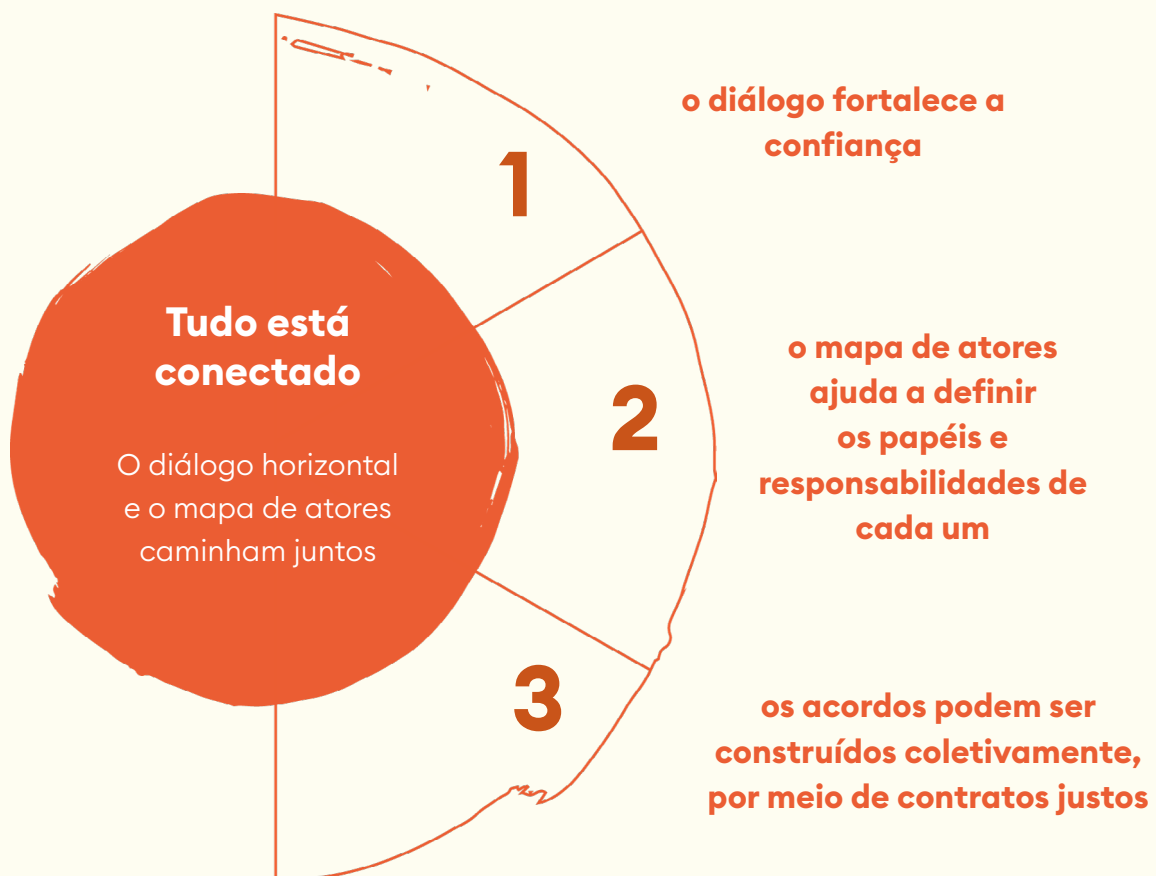 Tudo está
conectado
O diálogo horizontal
e o mapa de atores
caminham juntos
1
o diálogo fortalece a
confiança
2
o mapa de atores
ajuda a definir
os papéis e
responsabilidades de
cada um
3
os acordos podem ser
construídos coletivamente,
por meio de contratos justos